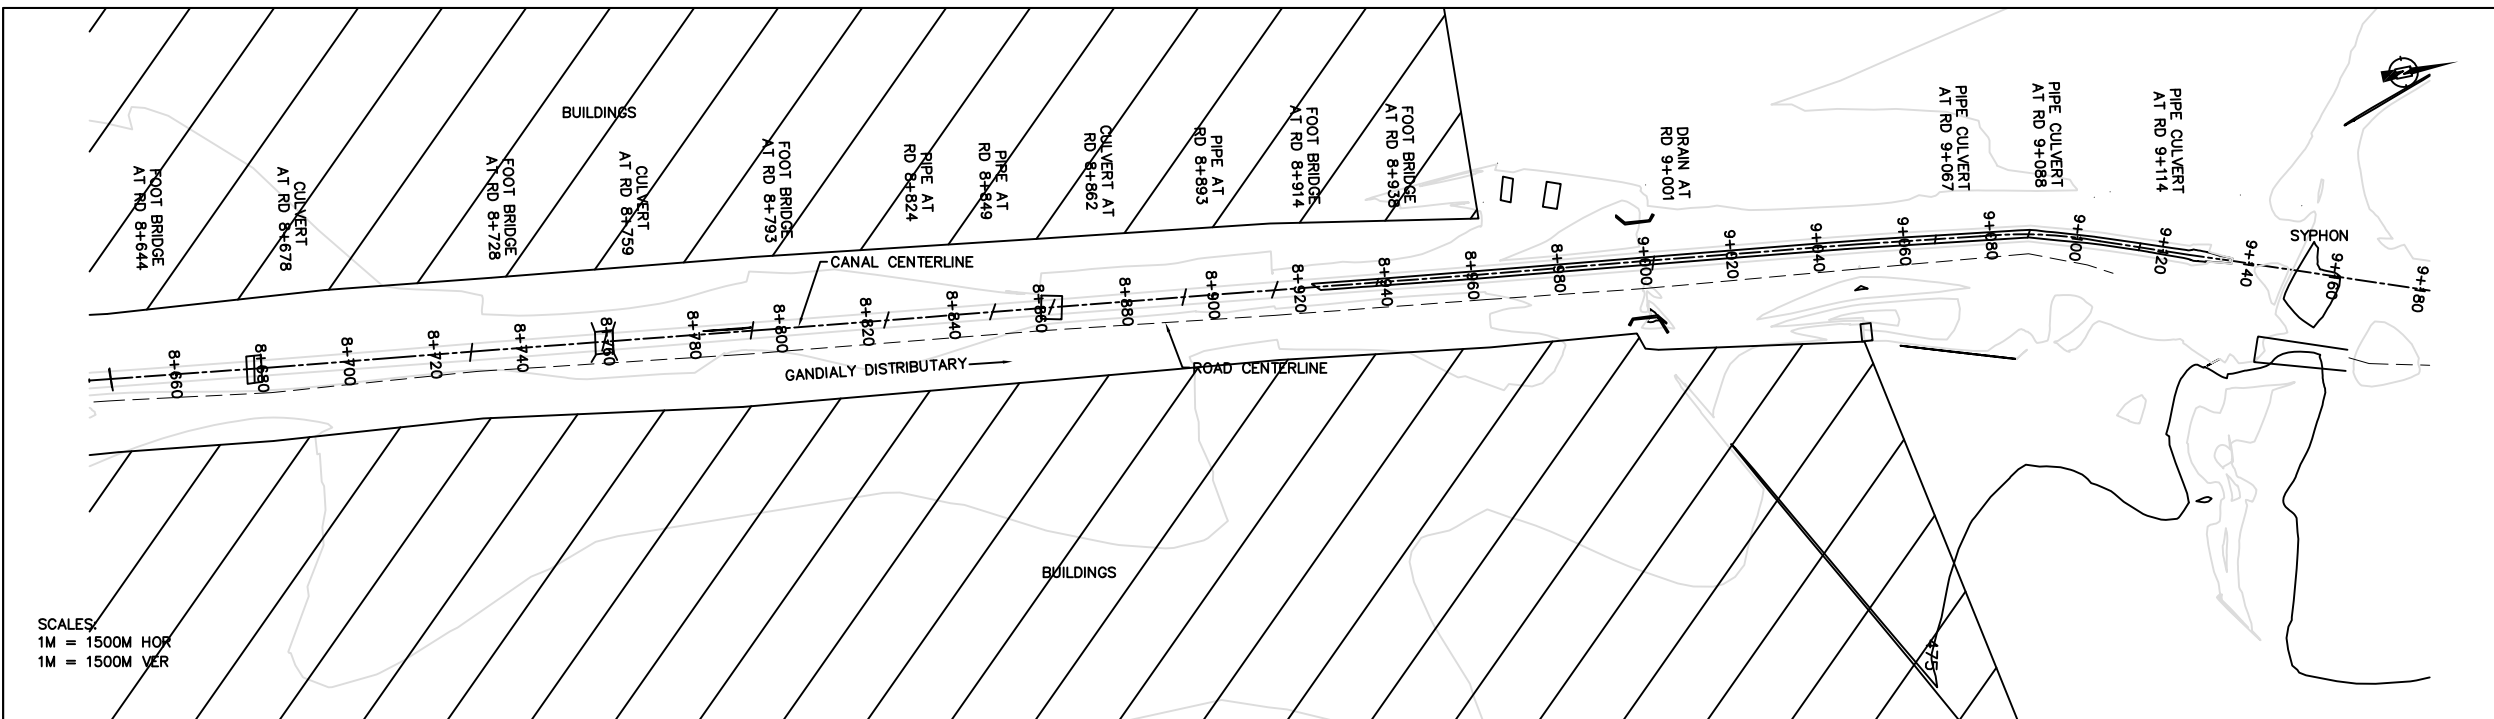 BUILDINGS
FOOT BRIDGE
AT RD 8+644
CULVERT
AT RD 8+678
FOOT BRIDGE
AT RD 8+728
CULVERT
AT RD 8+759
FOOT BRIDGE
AT RD 8+793
PIPE AT
RD 8+824
PIPE AT
RD 8+849
CULVERT AT
RD 8+862
PIPE AT
RD 8+893
FOOT BRIDGE
AT RD 8+914
FOOT BRIDGE
AT RD 8+938
DRAIN AT
RD 9+001
PIPE CULVERT
AT RD 9+067
PIPE CULVERT
AT RD 9+088
PIPE CULVERT
AT RD 9+114
SYPHON
CANAL CENTERLINE
8+660
8+680
8+700
8+720
8+740
8+760
8+780
8+800
8+820
8+840
8+860
8+880
8+900
8+920
8+940
8+960
8+980
9+000
9+020
9+040
9+060
9+080
9+100
9+120
9+140
9+160
9+180
GANDIALY DISTRIBUTARY
ROAD CENTERLINE
BUILDINGS
475
SCALES:
1M = 1500M HOR
1M = 1500M VER